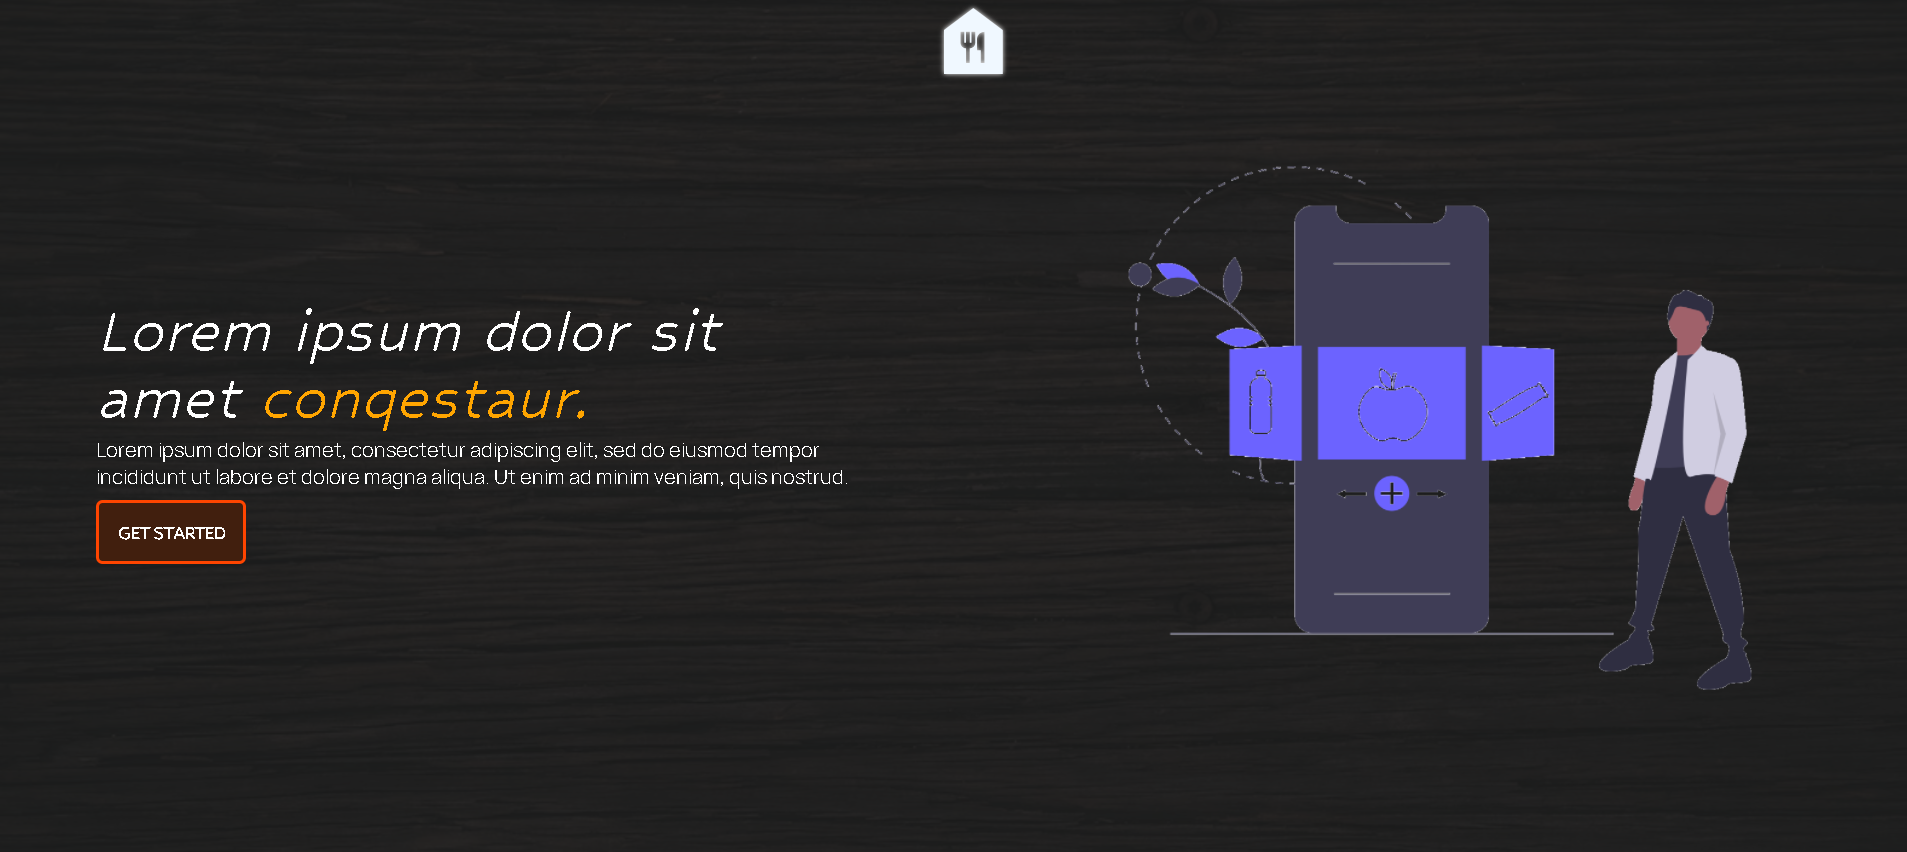 Lorem ipsum dolor sit
amet conqestaur.
Lorem ipsum dolor sit amet, consectetur adipiscing elit, sed do eiusmod tempor
incididunt ut labore et dolore magna aliqua. Ut enim ad minim veniam, quis nostrud.
GET STARTED